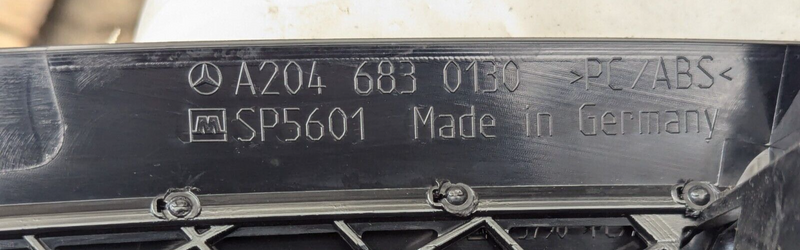 A204 683 0130 >PC/ABS<
M SP5601 Made in Germany